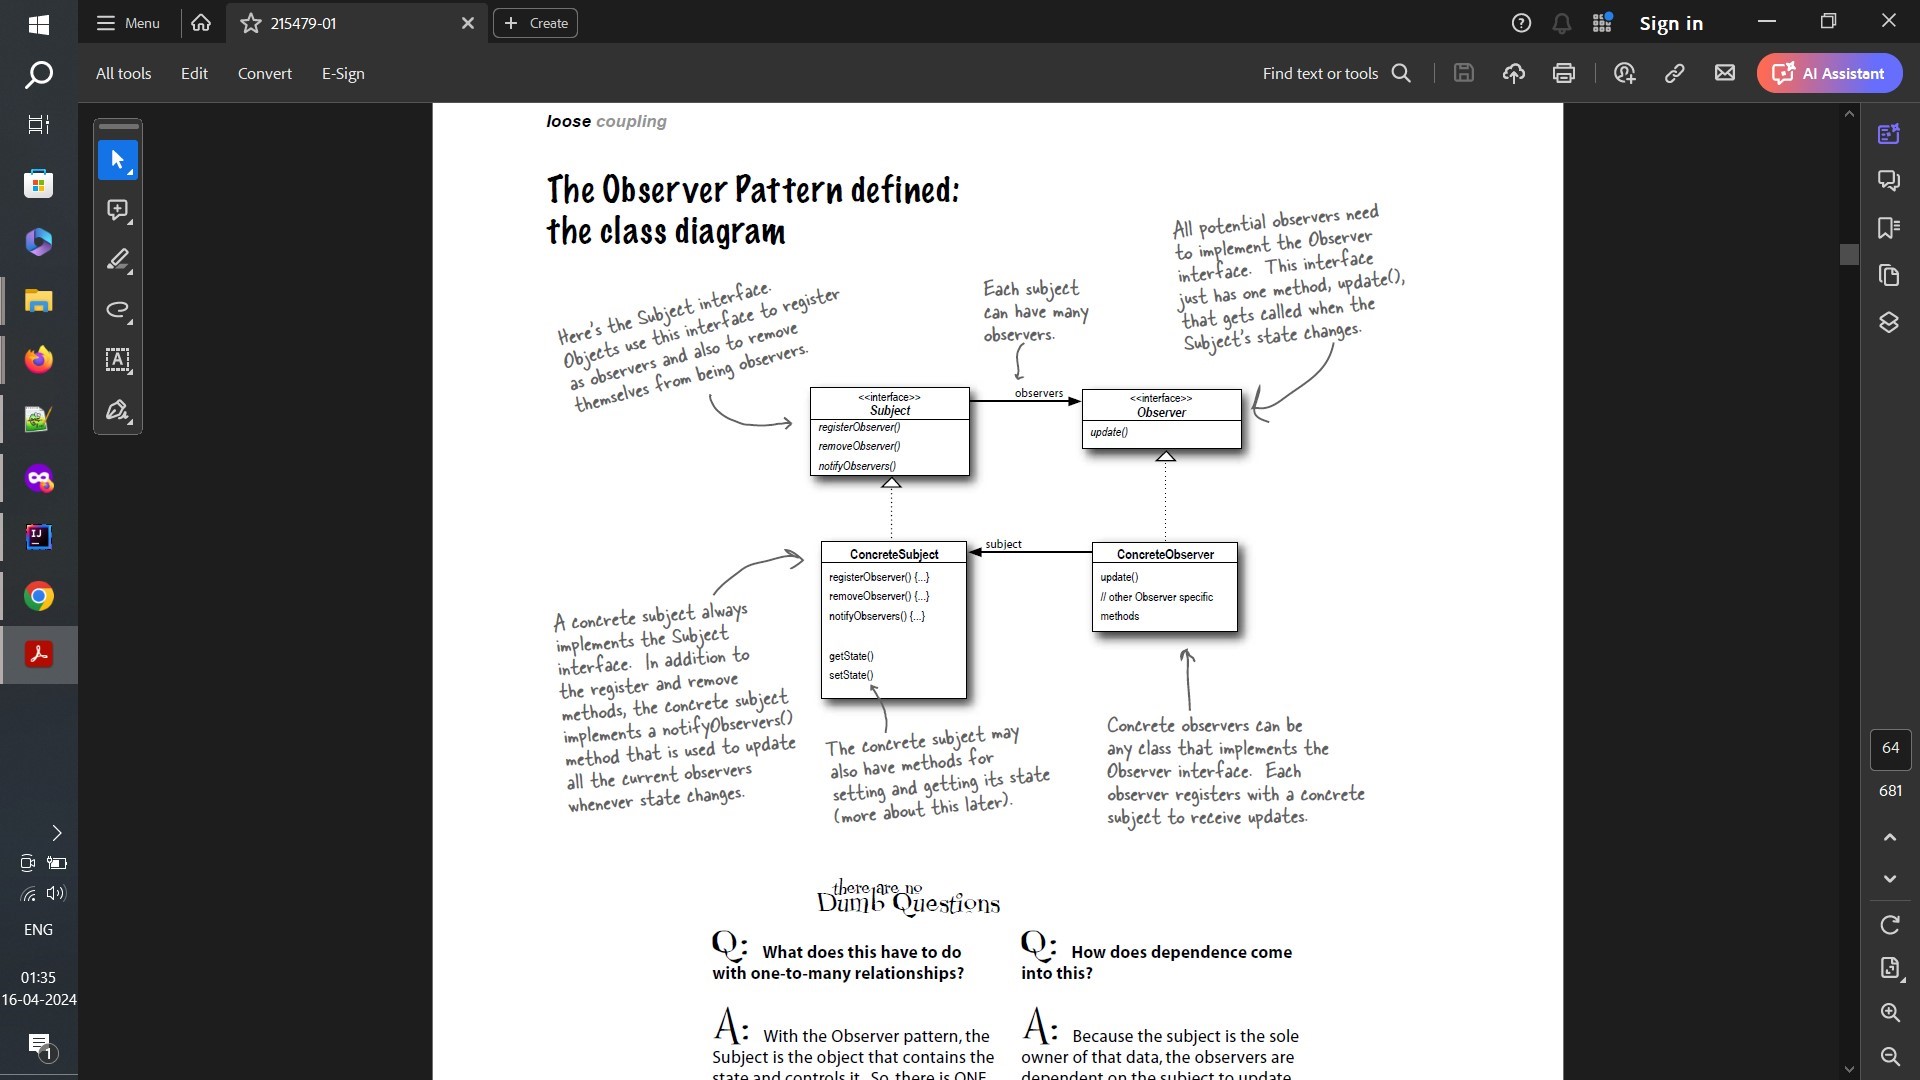 Menu
215479-01
Create
Sign in
All tools
Edit
Convert
E-Sign
Find text or tools
AI Assistant
loose coupling
The Observer Pattern defined:
the class diagram
Here's the Subject interface.
Objects use this interface to register
as observers and also to remove
themselves from being observers.
Each subject
can have many
observers.
All potential observers need
to implement the Observer
interface. This interface
just has one method, update(),
that gets called when the
Subject's state changes.
<<interface>>
Subject
registerObserver()
removeObserver()
notifyObservers()
observers
<<interface>>
Observer
update()
ConcreteSubject
registerObserver() {...}
removeObserver() {...}
notifyObservers() {...}
getState()
setState()
subject
ConcreteObserver
update()
// other Observer specific
methods
A concrete subject always
implements the Subject
interface. In addition to
the register and remove
methods, the concrete subject
implements a notifyObservers()
method that is used to update
all the current observers
whenever state changes.
The concrete subject may
also have methods for
setting and getting its state
(more about this later).
Concrete observers can be
any class that implements the
Observer interface. Each
observer registers with a concrete
subject to receive updates.
there are no
Dumb Questions
Q: What does this have to do
with one-to-many relationships?
A: With the Observer pattern, the
Subject is the object that contains the
state and controls it. So, there is ONE
Q: How does dependence come
into this?
A: Because the subject is the sole
owner of that data, the observers are
dependent on the subject to update
64
681
IJ
ENG
01:35
16-04-2024
1